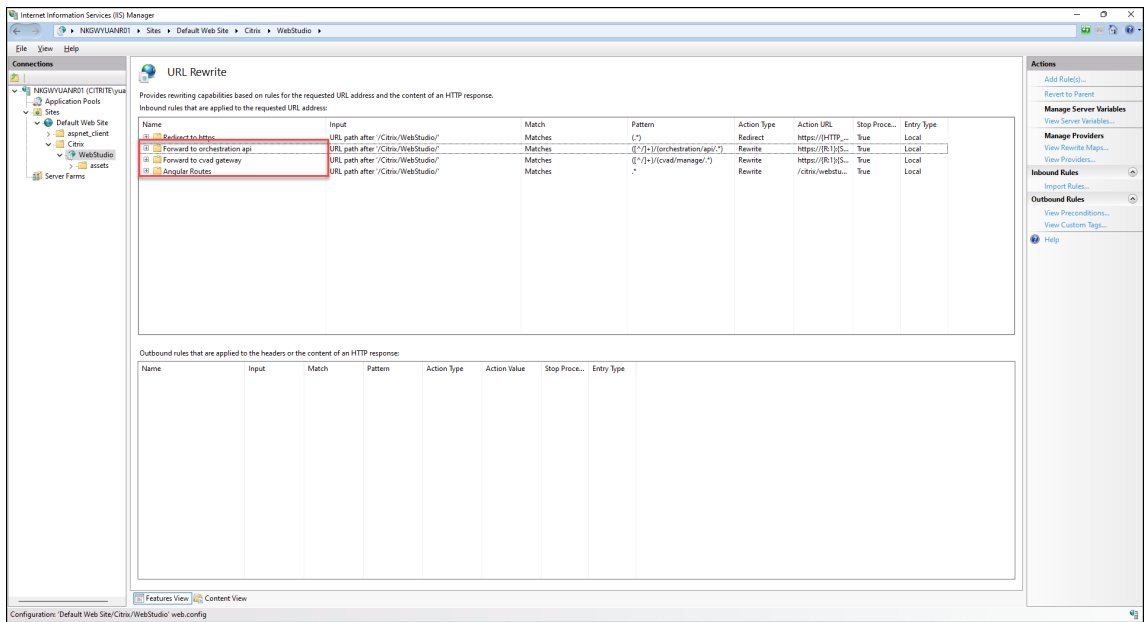 Internet Information Services (IIS) Manager
NKGWYUANR01 Sites Default Web Site Citrix WebStudio
File View Help
Connections
NKGWYUANR01 (CITRITE\yua
Application Pools
Sites
Default Web Site
aspnet_client
Citrix
WebStudio
assets
Server Farms
URL Rewrite
Provides rewriting capabilities based on rules for the requested URL address and the content of an HTTP response.
Inbound rules that are applied to the requested URL address:
Name Input Match Pattern Action Type Action URL Stop Proce... Entry Type
Redirect to https URL path after '/Citrix/WebStudio/' Matches (.*) Redirect https://{HTTP_... True Local
Forward to orchestration api URL path after '/Citrix/WebStudio/' Matches ([^/]+)/(orchestration/api/.*) Rewrite https://{R:1}:{S... True Local
Forward to cvad gateway URL path after '/Citrix/WebStudio/' Matches ([^/]+)/(cvad/manage/.*) Rewrite https://{R:1}:{S... True Local
Angular Routes URL path after '/Citrix/WebStudio/' Matches .* Rewrite /citrix/webstu... True Local
Outbound rules that are applied to the headers or the content of an HTTP response:
Name Input Match Pattern Action Type Action Value Stop Proce... Entry Type
Features View Content View
Actions
Add Rule(s)...
Revert to Parent
Manage Server Variables
View Server Variables...
Manage Providers
View Rewrite Maps...
View Providers...
Inbound Rules
Import Rules...
Outbound Rules
View Preconditions...
View Custom Tags...
Help
Configuration: 'Default Web Site/Citrix/WebStudio' web.config